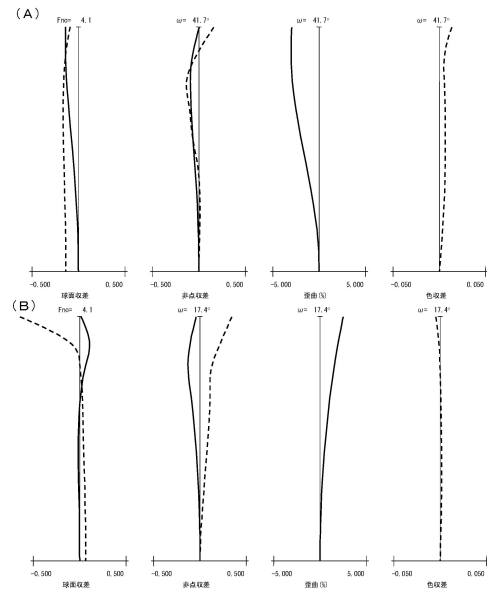 (A)
Fno= 4.1 ω= 41.7° ω= 41.7° ω= 41.7°
-0.500 0.500 -0.500 0.500 -5.000 5.000 -0.050 0.050
球面収差 非点収差 歪曲(%) 色収差
(B)
Fno= 4.1 ω= 17.4° ω= 17.4° ω= 17.4°
-0.500 0.500 -0.500 0.500 -5.000 5.000 -0.050 0.050
球面収差 非点収差 歪曲(%) 色収差